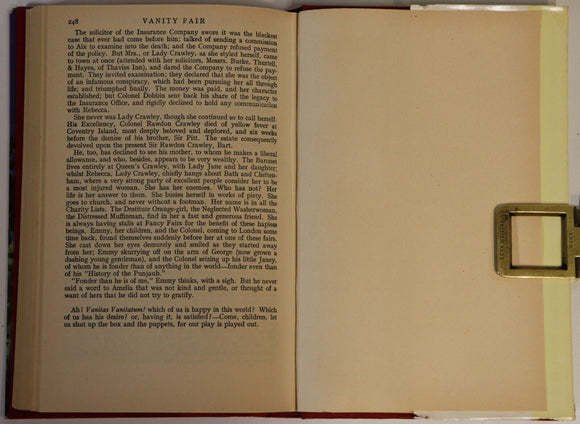 248 VANITY FAIR
The solicitor of the Insurance Company swore it was the blackest
case that ever had come before him; talked of sending a commission
to Aix to examine into the death; and the Company refused payment
of the policy. But Mrs., or Lady Crawley, as she styled herself, came
to town at once (attended with her solicitors, Messrs. Burke, Thurtell,
& Hayes, of Thavies Inn), and dared the Company to refuse the pay-
ment. They invited examination; they declared that she was the object
of an infamous conspiracy, which had been pursuing her all through
life; and triumphed finally. The money was paid, and her character
established; but Colonel Dobbin sent back his share of the legacy to
the Insurance Office, and rigidly declined to hold any communication
with Rebecca.
She never was Lady Crawley, though she continued so to call herself.
His Excellency, Colonel Rawdon Crawley died of yellow fever at
Coventry Island, most deeply beloved and deplored, and six weeks
before the demise of his brother, Sir Pitt. The estate consequently
devolved upon the present Sir Rawdon Crawley, Bart.
He, too, has declined to see his mother, to whom he makes a liberal
allowance, and who, besides, appears to be very wealthy. The Baronet
lives entirely at Queen's Crawley, with Lady Jane and her daughter;
whilst Rebecca, Lady Crawley, chiefly hangs about Bath and Chelten-
ham, where a very strong party of excellent people consider her to be
a most injured woman. She has her enemies. Who has not? Her
life is her answer to them. She busies herself in works of piety. She
goes to church, and never without a footman. Her name is in all the
Charity Lists. The Destitute Orange-girl, the Neglected Washerwoman,
the Distressed Muffinman, find in her a fast and generous friend. She
is always having stalls at Fancy Fairs for the benefit of these hapless
beings. Emmy, her children, and the Colonel, coming to London some
time back, found themselves suddenly before her at one of these fairs.
She cast down her eyes demurely and smiled as they started away
from her; Emmy skurrying off on the arm of George (now grown a
dashing young gentleman), and the Colonel seizing up his little Janey,
of whom he is fonder than of anything in the world—fonder even than
of his "History of the Punjaub."
"Fonder than he is of me," Emmy thinks, with a sigh. But he never
said a word to Amelia that was not kind and gentle, or thought of a
want of hers that he did not try to gratify.
Ah! Vanitas Vanitatum! which of us is happy in this world? Which
of us has his desire? or, having it, is satisfied?—Come, children, let
us shut up the box and the puppets, for our play is played out.